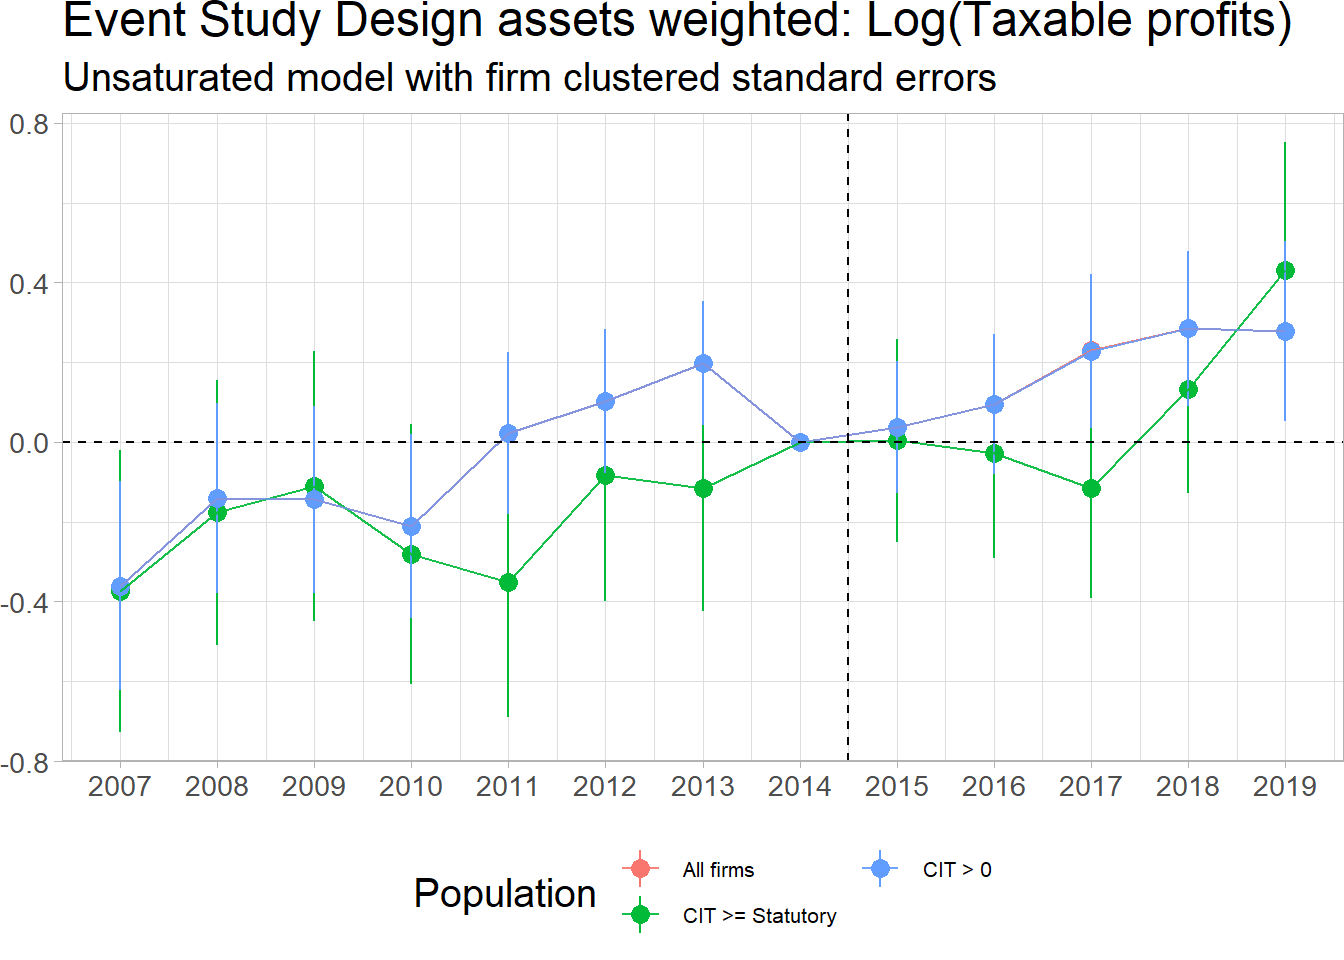 Event Study Design assets weighted: Log(Taxable profits)
Unsaturated model with firm clustered standard errors
0.8
0.4
0.0
-0.4
-0.8
2007 2008 2009 2010 2011 2012 2013 2014 2015 2016 2017 2018 2019
Population
All firms
CIT >= Statutory
CIT > 0